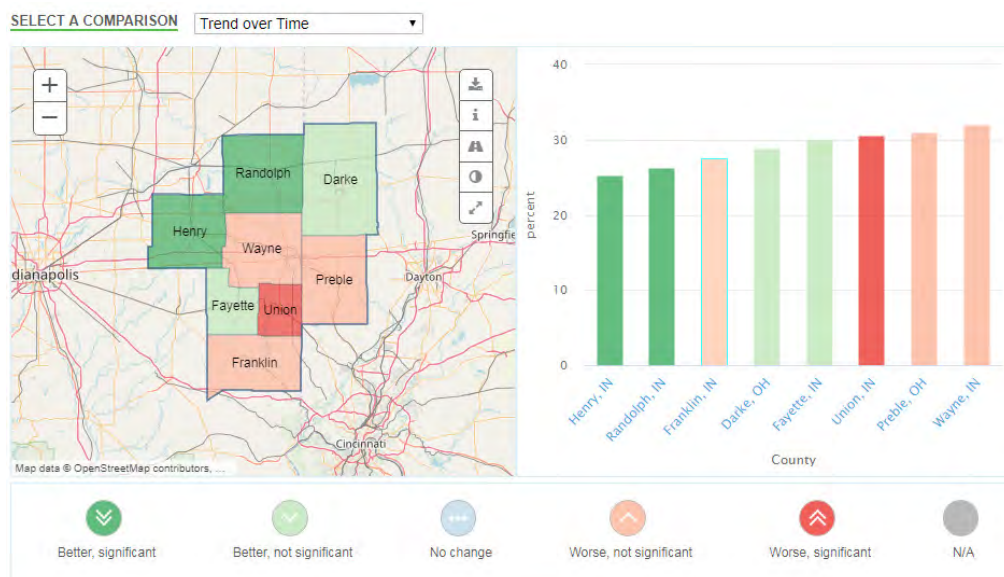 SELECT A COMPARISON
Trend over Time
+
−
i
Randolph
Darke
Henry
Wayne
Springfie
dianapolis
Preble
Dayton
Fayette
Union
Franklin
Cincinnati
Map data © OpenStreetMap contributors, ...
40
30
20
10
0
percent
Henry, IN
Randolph, IN
Franklin, IN
Darke, OH
Fayette, IN
Union, IN
Preble, OH
Wayne, IN
County
Better, significant
Better, not significant
No change
Worse, not significant
Worse, significant
N/A